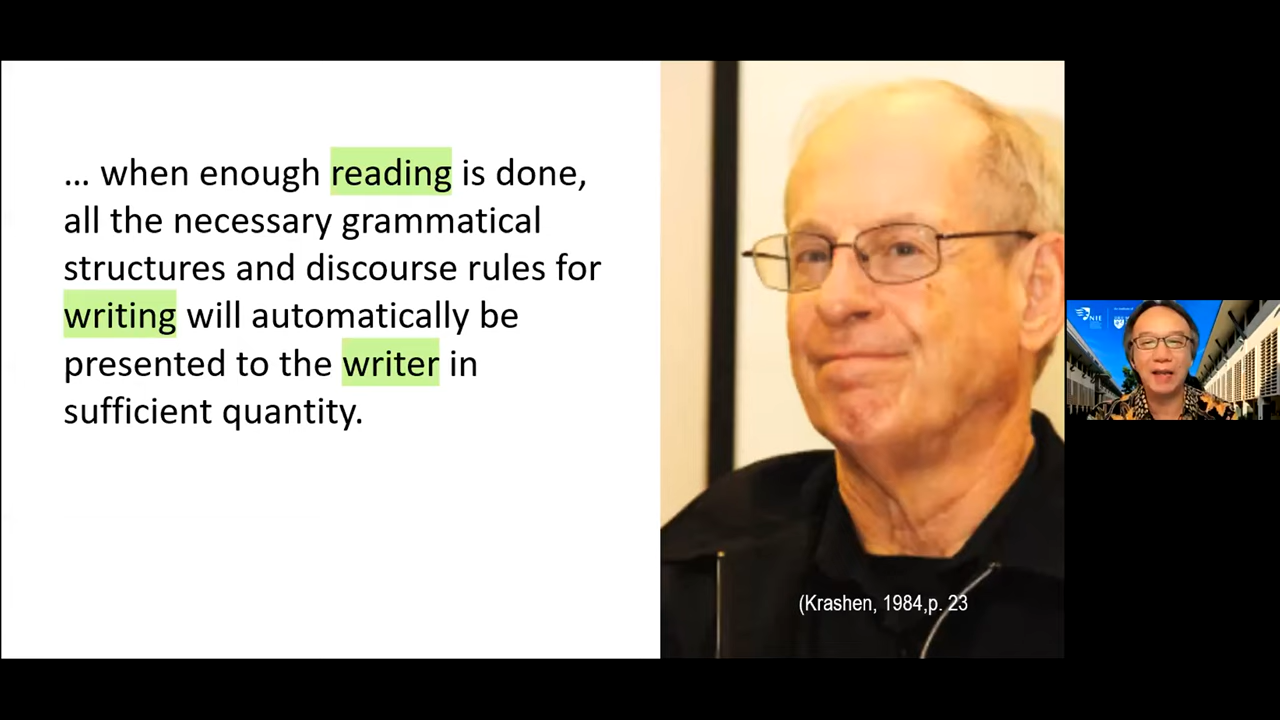 … when enough reading is done,
all the necessary grammatical
structures and discourse rules for
writing will automatically be
presented to the writer in
sufficient quantity.
(Krashen, 1984,p. 23
NIE